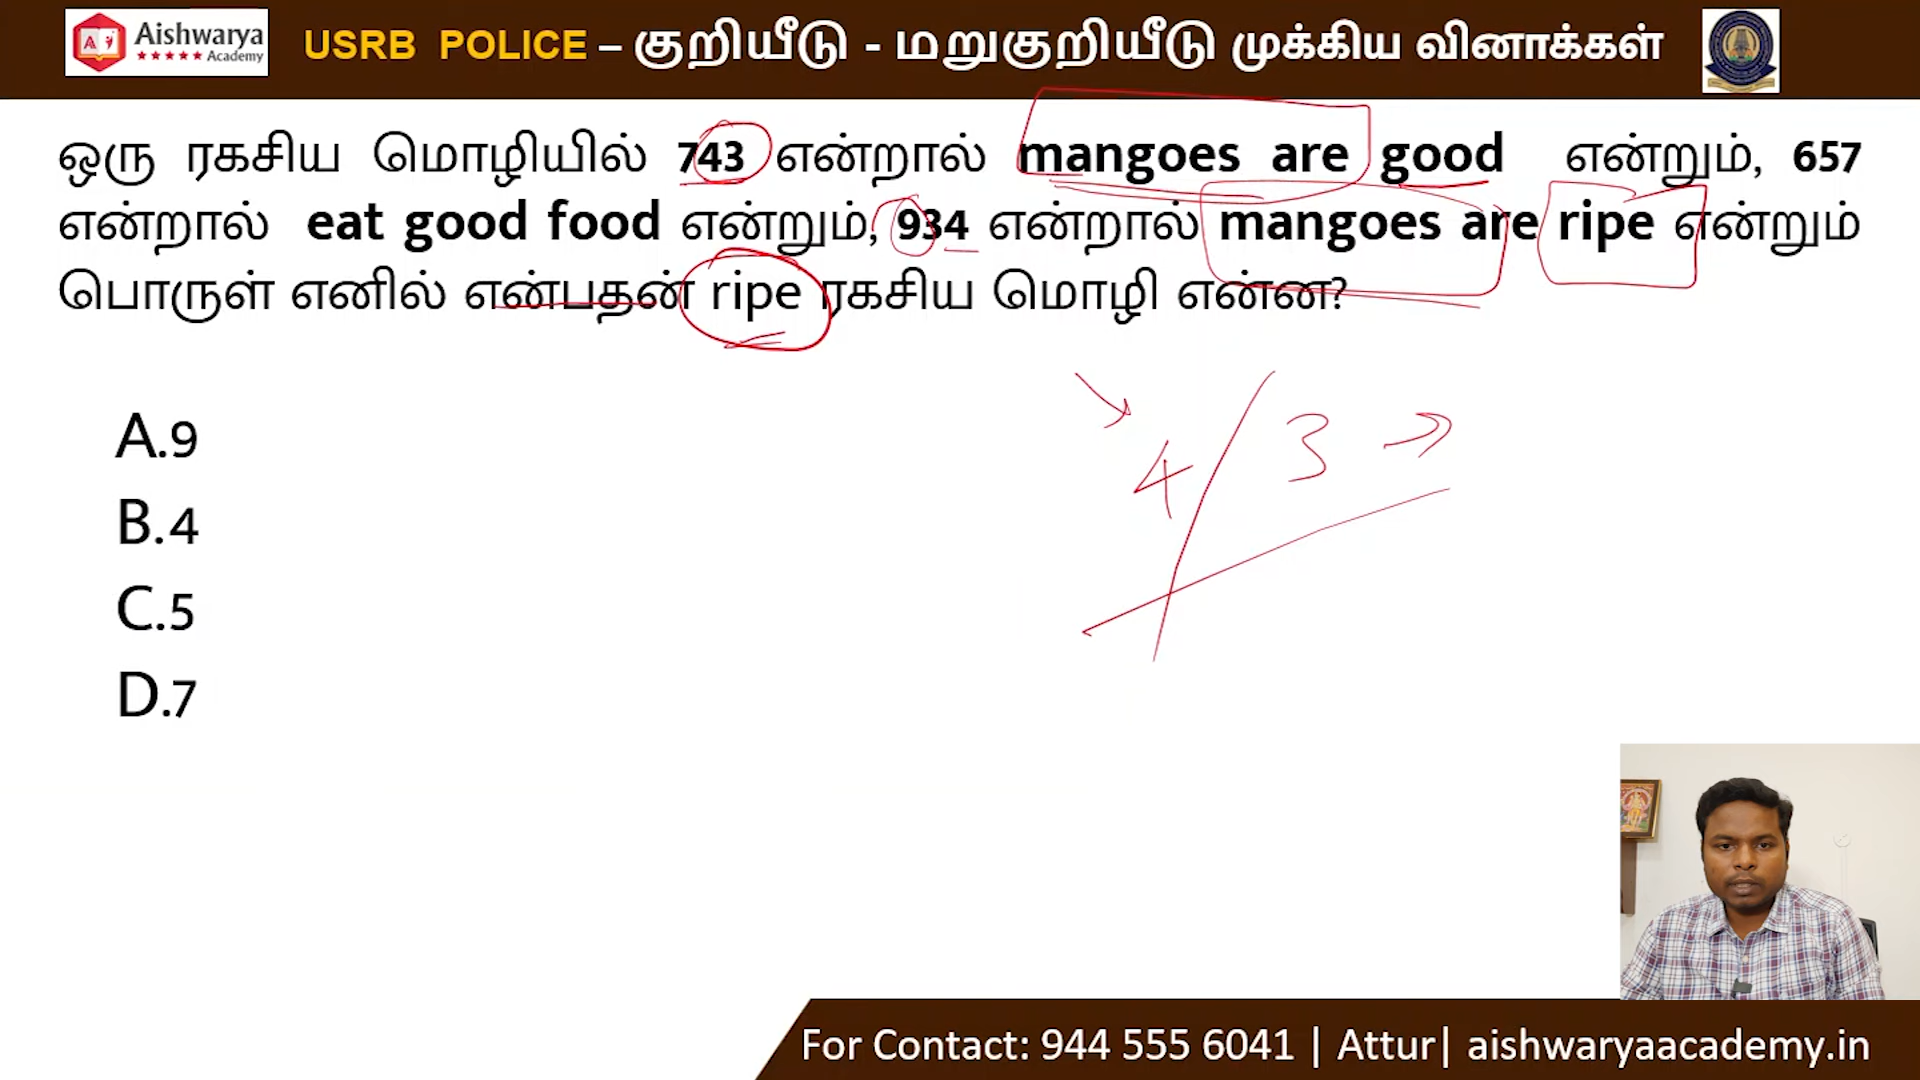 Aishwarya
Academy
USRB POLICE – குறியீடு - மறுகுறியீடு முக்கிய வினாக்கள்
ஒரு ரகசிய மொழியில் 743 என்றால் mangoes are good என்றும், 657
என்றால் eat good food என்றும், 934 என்றால் mangoes are ripe என்றும்
பொருள் எனில் என்பதன் ripe ரகசிய மொழி என்ன?
4 / 3
A.9
B.4
C.5
D.7
For Contact: 944 555 6041 | Attur| aishwaryaacademy.in